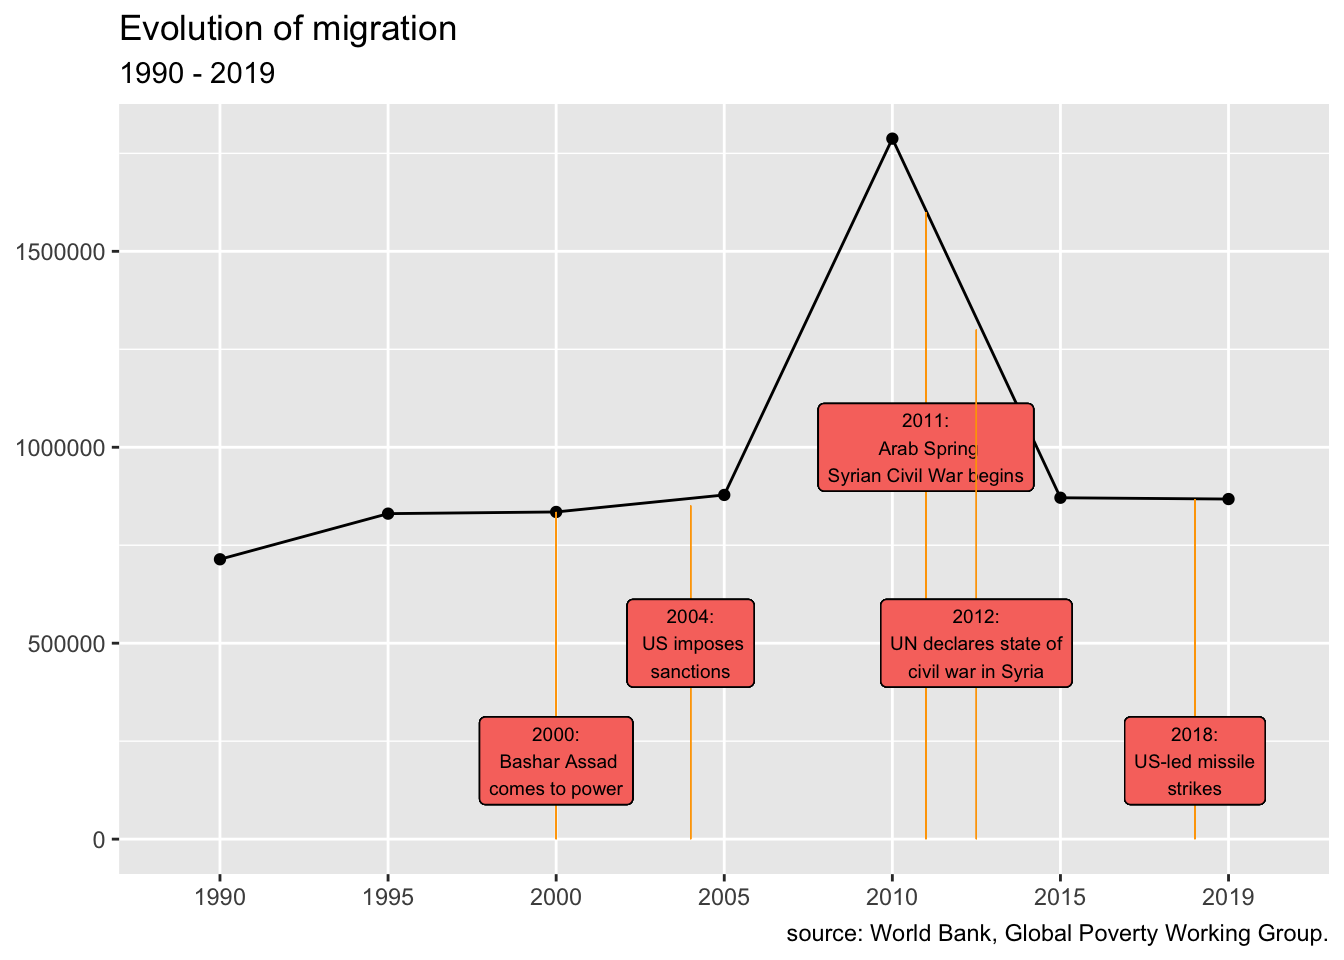 Evolution of migration
1990 - 2019
1500000
1000000
500000
0
2011:
Arab Spring
Syrian Civil War begins
2004:
US imposes
sanctions
2012:
UN declares state of
civil war in Syria
2000:
Bashar Assad
comes to power
2018:
US-led missile
strikes
1990 1995 2000 2005 2010 2015 2019
source: World Bank, Global Poverty Working Group.